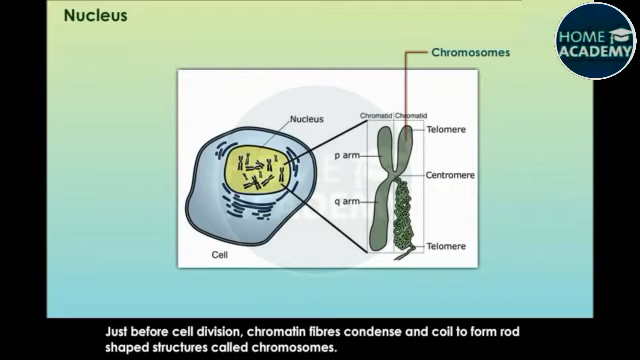 Nucleus
HOME
ACADEMY
Chromosomes
Chromatid Chromatid
Nucleus
Telomere
p arm
Centromere
q arm
Telomere
Cell
Just before cell division, chromatin fibres condense and coil to form rod
shaped structures called chromosomes.